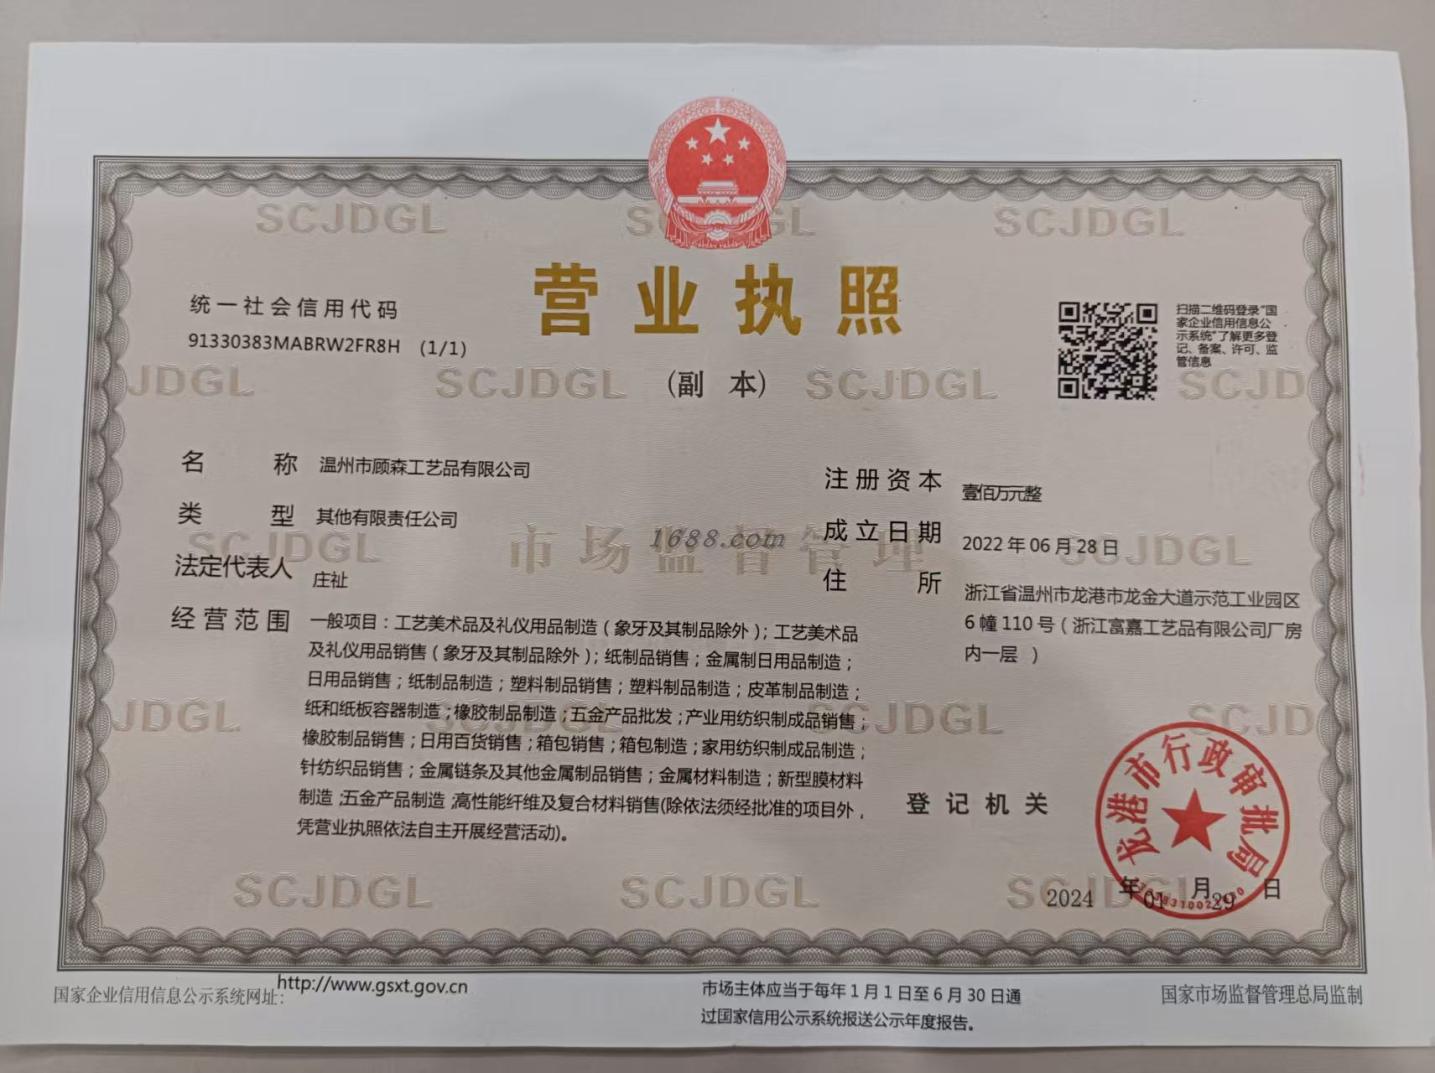 SCJDGL SCJDGL SCJDGL
营业执照
统一社会信用代码
91330383MABRW2FR8H (1/1)
(副 本)
扫描二维码登录“国
家企业信用信息公
示系统”了解更多登
记、备案、许可、监
管信息
JDGL SCJDGL SCJDGL SCJD
名 称 温州市顾森工艺品有限公司
类 型 其他有限责任公司
法定代表人 庄祉
经营范围 一般项目：工艺美术品及礼仪用品制造（象牙及其制品除外）；工艺美术品
及礼仪用品销售（象牙及其制品除外）；纸制品销售；金属制日用品制造；
日用品销售；纸制品制造；塑料制品销售；塑料制品制造；皮革制品制造；
纸和纸板容器制造；橡胶制品制造；五金产品批发；产业用纺织制成品销售；
橡胶制品销售；日用百货销售；箱包销售；箱包制造；家用纺织制成品制造；
针纺织品销售；金属链条及其他金属制品销售；金属材料制造；新型膜材料
制造；五金产品制造；高性能纤维及复合材料销售(除依法须经批准的项目外，
凭营业执照依法自主开展经营活动)。
注册资本 壹佰万元整
成立日期 2022年06月28日
住 所 浙江省温州市龙港市龙金大道示范工业园区
6幢110号（浙江富嘉工艺品有限公司厂房
内一层 ）
SCJDGL 市场监督管理 SCJDGL
1688.com
JDGL SCJDGL SCJDGL SCJD
登记机关
龙港市行政审批局
2024 年 01 月 29 日
SCJDGL SCJDGL SCJDGL
国家企业信用信息公示系统网址：http://www.gsxt.gov.cn
市场主体应当于每年1月1日至6月30日通
过国家信用公示系统报送公示年度报告。
国家市场监督管理总局监制